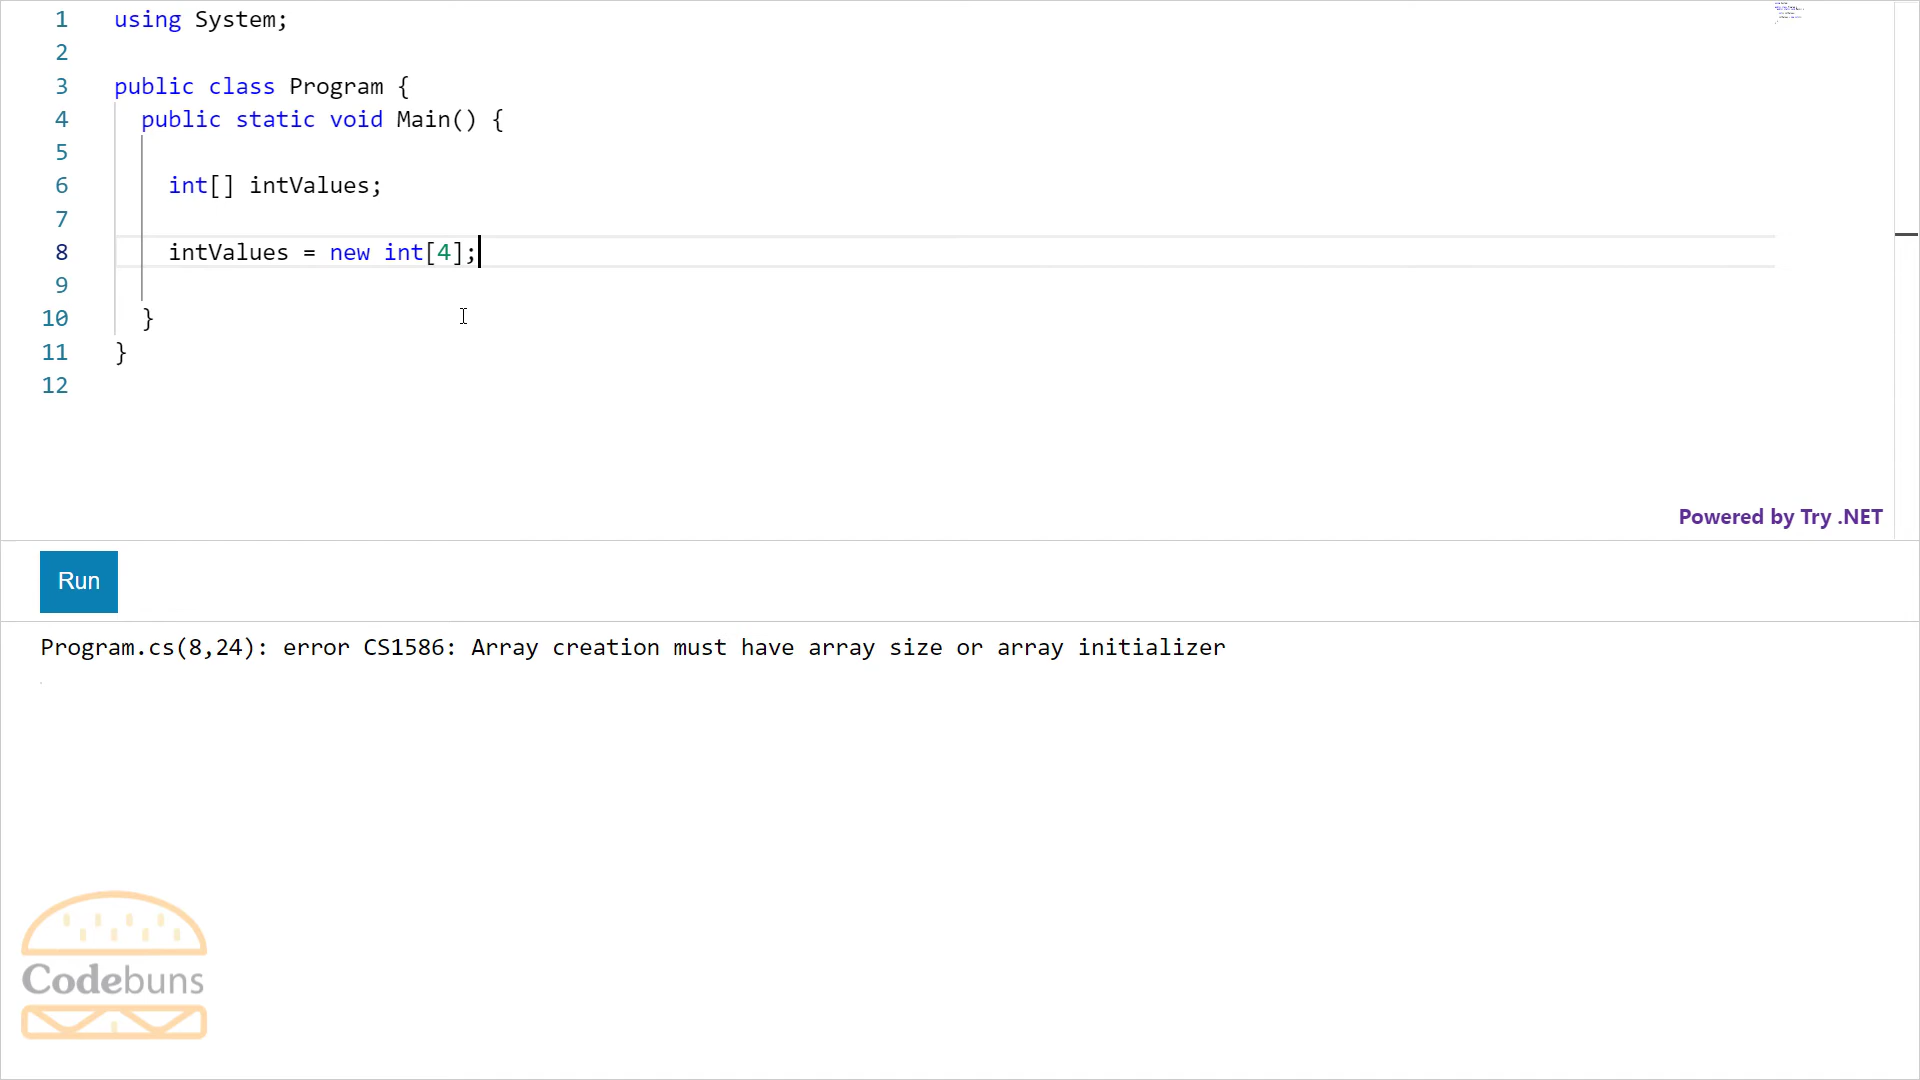 1 using System;
2
3 public class Program {
4 public static void Main() {
5
6 int[] intValues;
7
8 intValues = new int[4];
9
10 }
11 }
12
Powered by Try .NET
Run
Program.cs(8,24): error CS1586: Array creation must have array size or array initializer
Codebuns